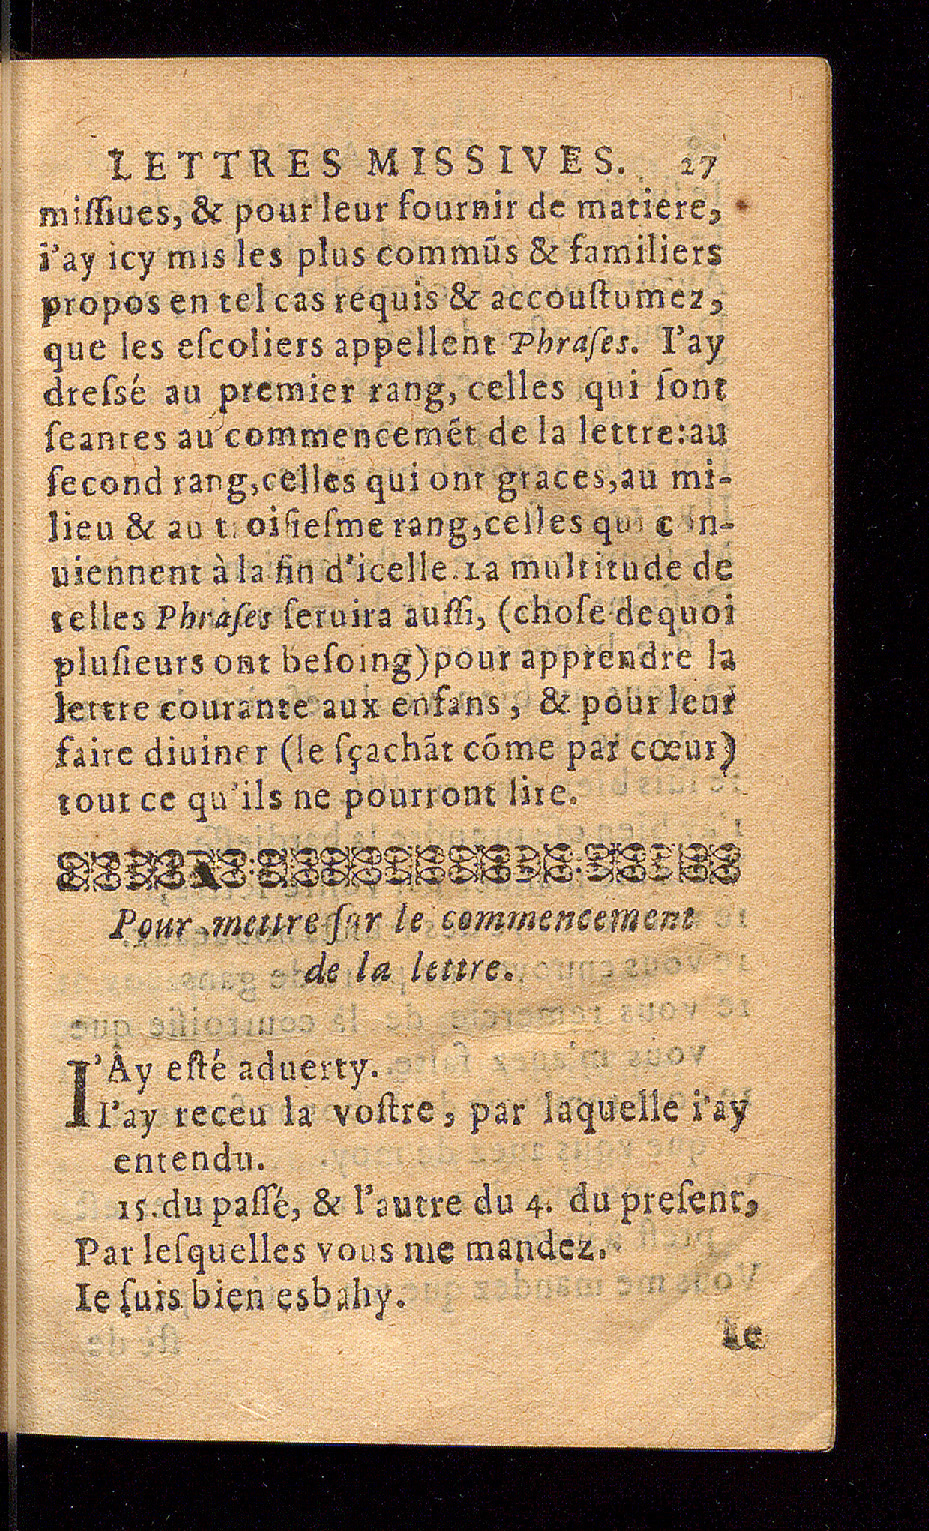 LETTRES MISSIVES. 27
miſſiues, & pour leur fournir de matiere,
i'ay icy mis les plus commũs & familiers
propos en tel cas requis & accouſtumez,
que les eſcoliers appellent Phraſes. I'ay
dreſsé au premier rang, celles qui ſont
ſeantes au commencemẽt de la lettre: au
ſecond rang, celles qui ont graces, au mi-
lieu & au troiſieſme rang, celles qui con-
uiennent à la fin d'icelle. La multitude de
telles Phraſes ſeruira auſſi, (choſe dequoi
pluſieurs ont beſoing) pour apprendre la
lettre courante aux enfans, & pour leur
faire diuiner (le ſçachãt cõme par cœur)
tout ce qu'ils ne pourront lire.
Pour mettre ſur le commencement
de la lettre.
I'Ay eſté aduerty.
I'ay receu la voſtre, par laquelle i'ay
entendu.
15. du paſſé, & l'autre du 4. du preſent,
Par leſquelles vous me mandez.
Ie ſuis bien esbahy.
Ie